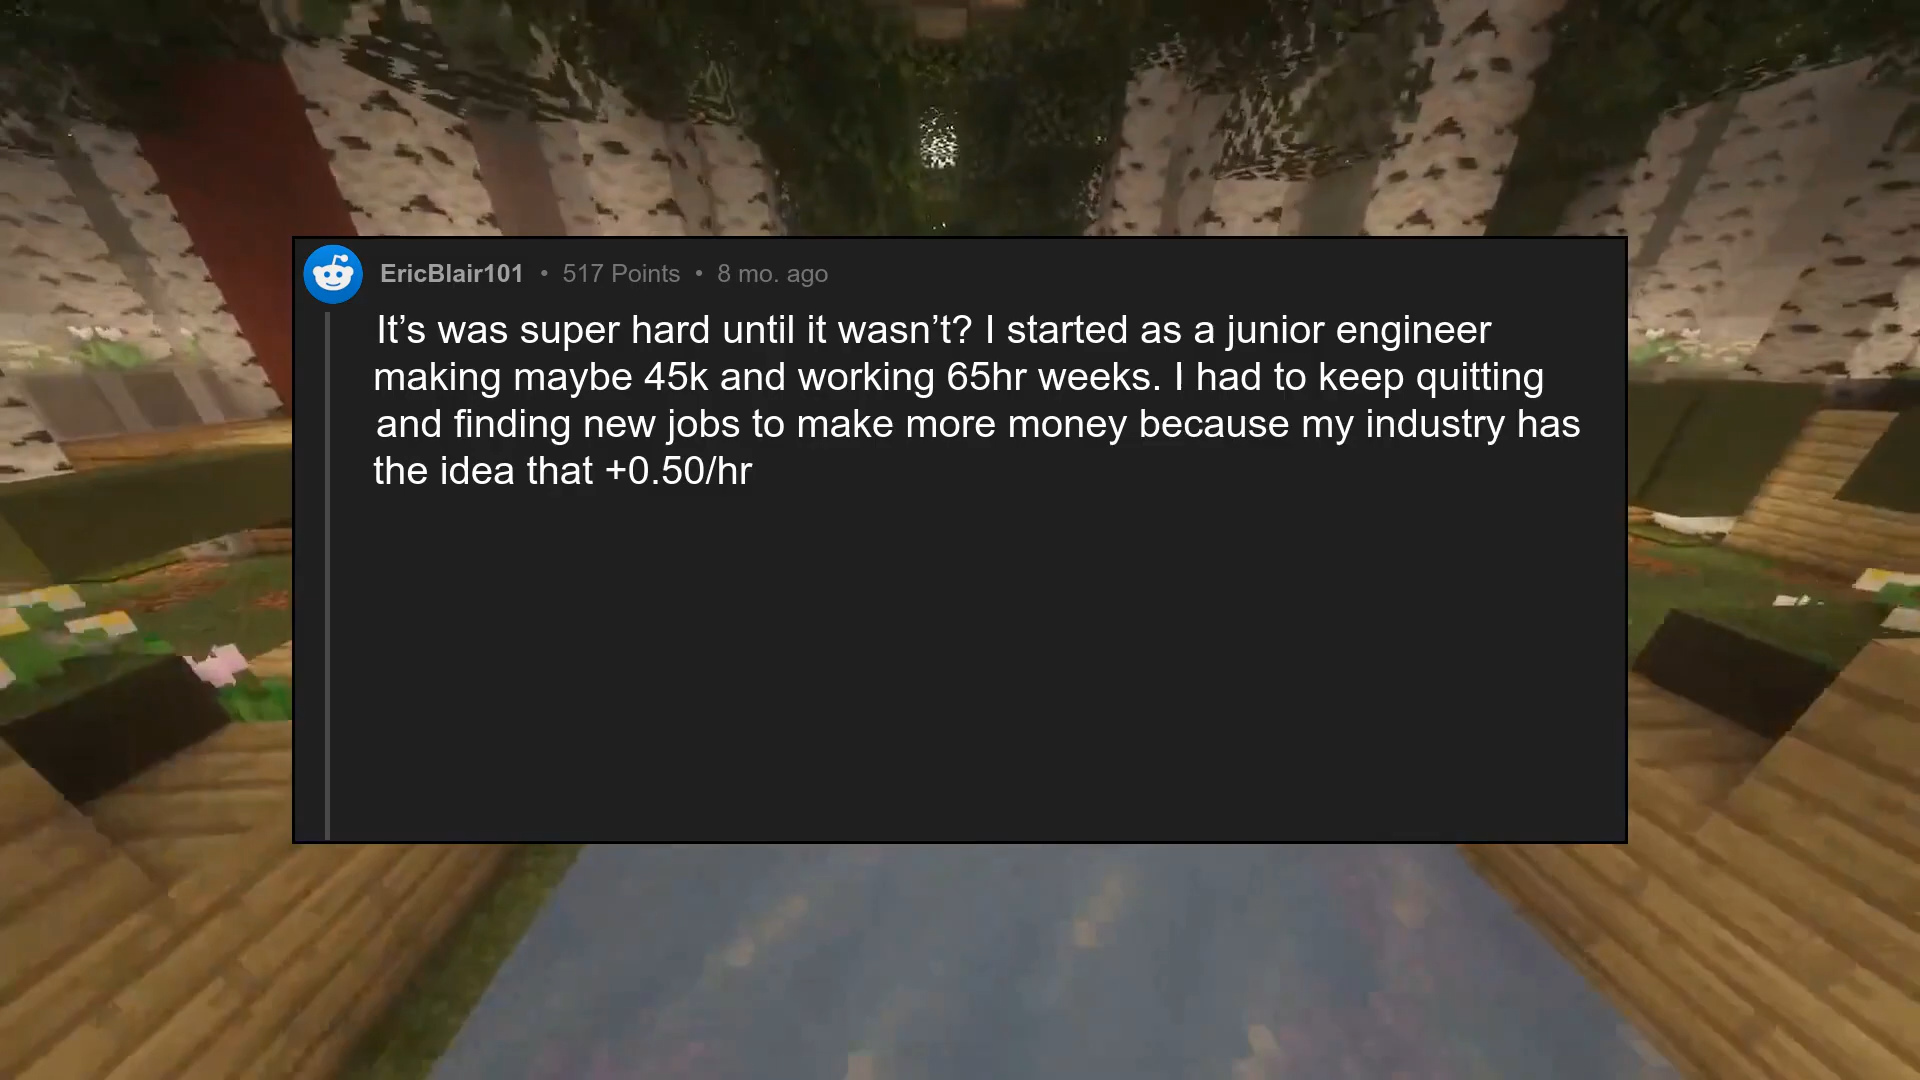 EricBlair101 • 517 Points • 8 mo. ago
It’s was super hard until it wasn’t? I started as a junior engineer
making maybe 45k and working 65hr weeks. I had to keep quitting
and finding new jobs to make more money because my industry has
the idea that +0.50/hr